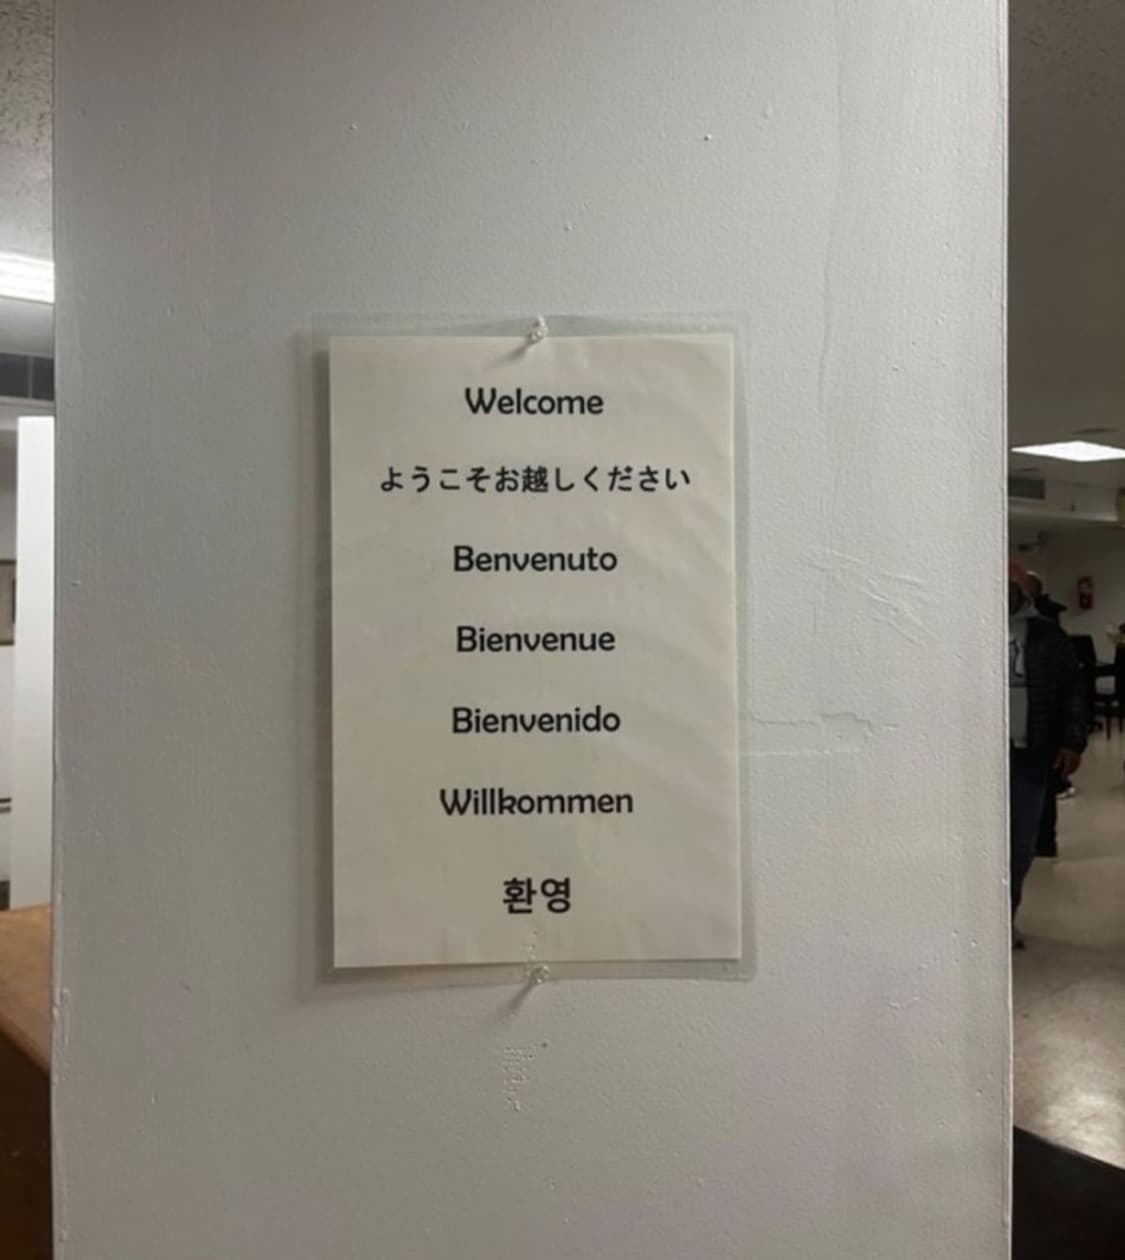 Welcome
ようこそお越しください
Benvenuto
Bienvenue
Bienvenido
Willkommen
환영